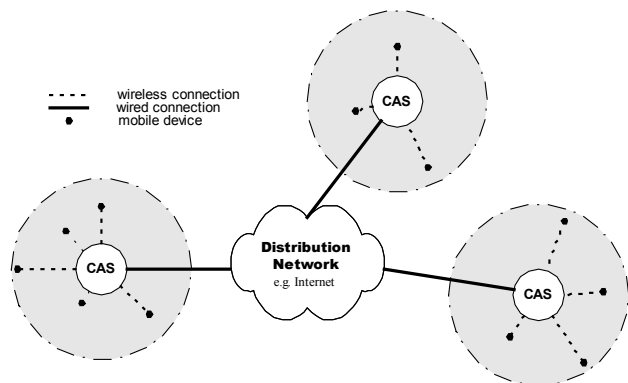 wireless connection
wired connection
mobile device
CAS
CAS
Distribution
Network
e.g. Internet
CAS